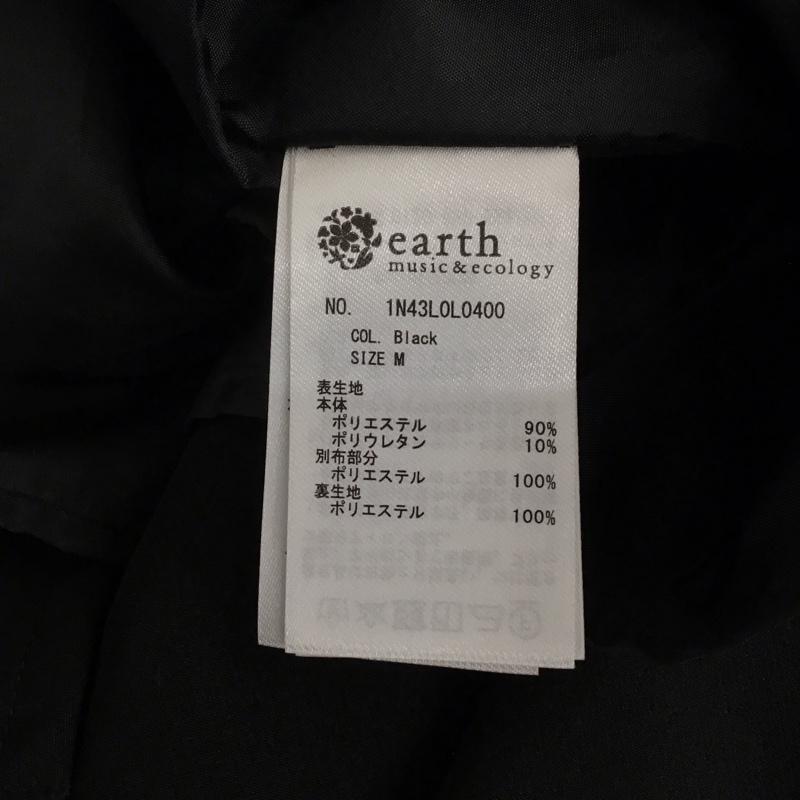 earth
music&ecology
NO. 1N43L0L0400
COL. Black
SIZE M
表生地
本体
ポリエステル 90%
ポリウレタン 10%
別布部分
ポリエステル 100%
裏生地
ポリエステル 100%